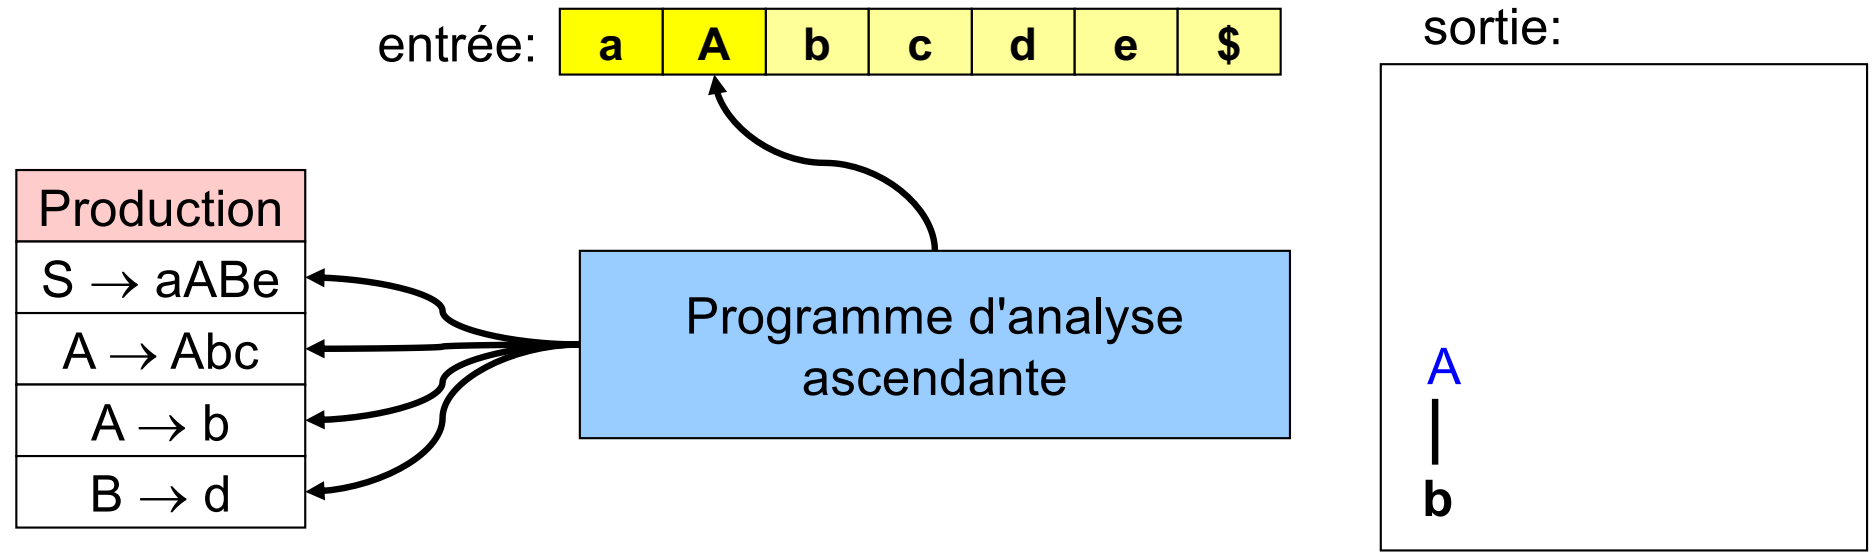 entrée: a A b c d e $
sortie:
Production
S → aABe
A → Abc
A → b
B → d
Programme d'analyse
ascendante
A
b